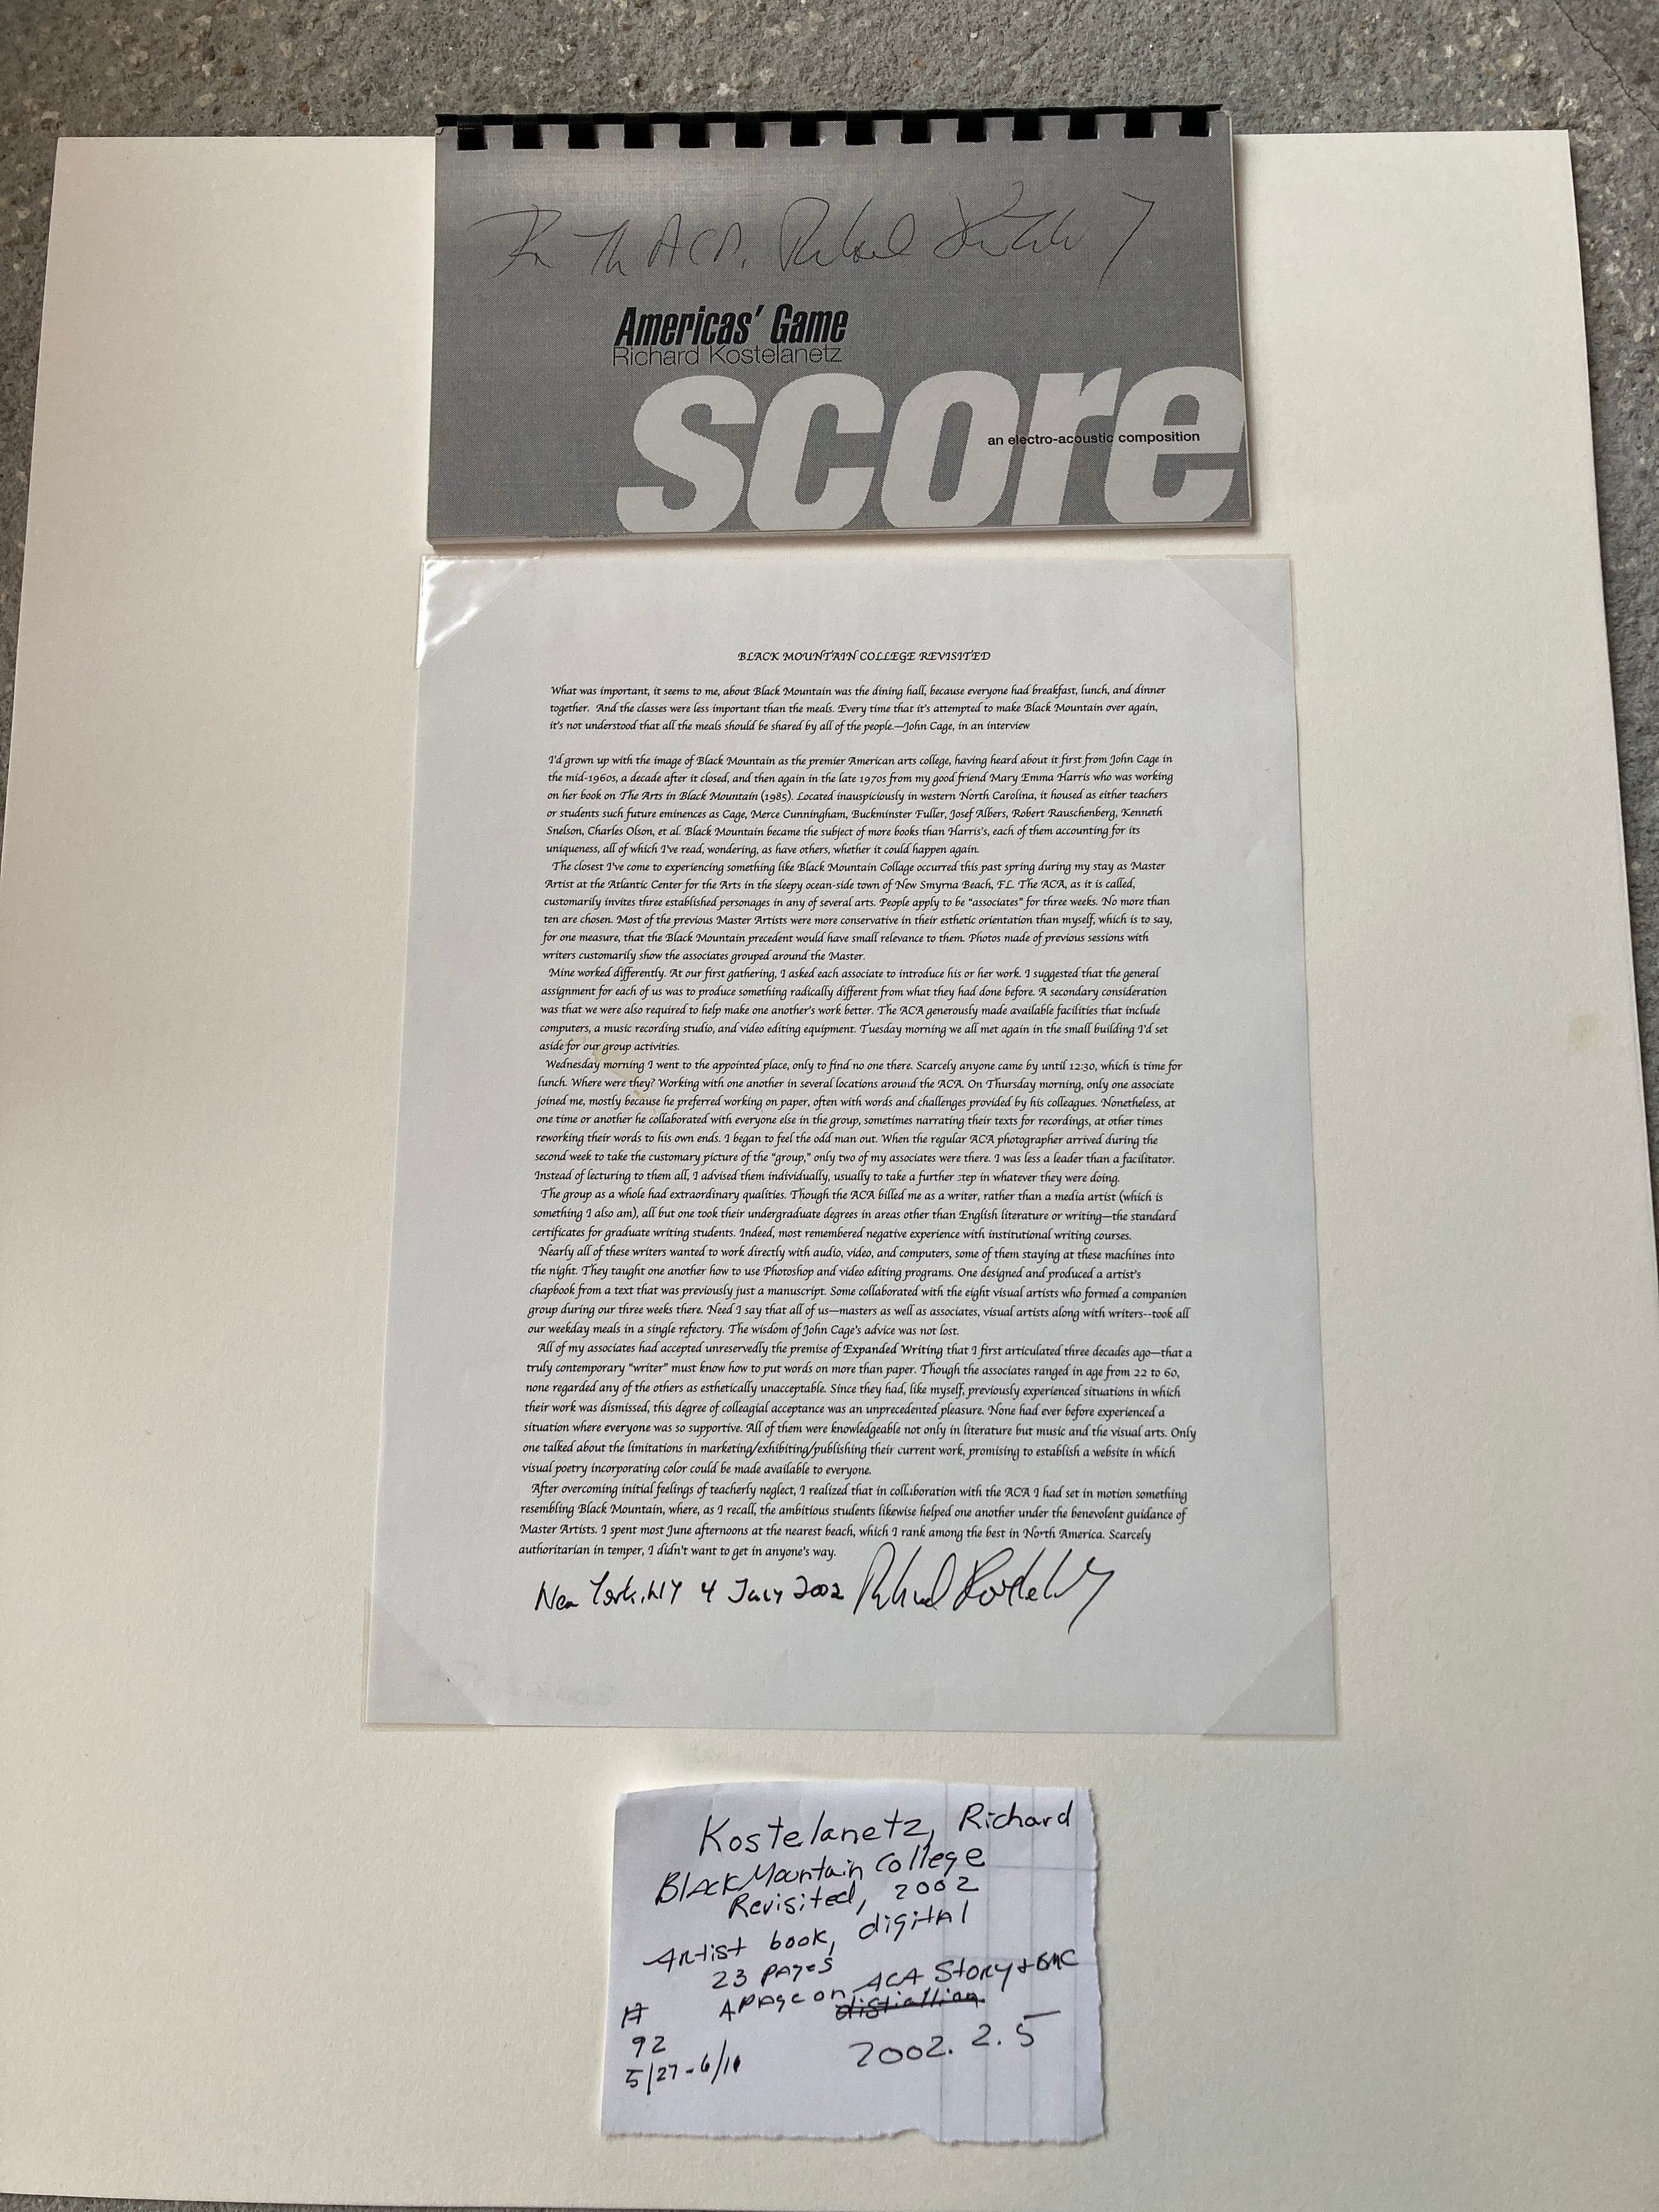 For The ACA, Richard Kostelanetz
Americas' Game
Richard Kostelanetz
score
an electro-acoustic composition
BLACK MOUNTAIN COLLEGE REVISITED
What was important, it seems to me, about Black Mountain was the dining hall, because everyone had breakfast, lunch, and dinner
together. And the classes were less important than the meals. Every time that it's attempted to make Black Mountain over again,
it's not understood that all the meals should be shared by all of the people.—John Cage, in an interview
I'd grown up with the image of Black Mountain as the premier American arts college, having heard about it first from John Cage in
the mid-1960s, a decade after it closed, and then again in the late 1970s from my good friend Mary Emma Harris who was working
on her book on The Arts in Black Mountain (1985). Located inauspiciously in western North Carolina, it housed as either teachers
or students such future eminences as Cage, Merce Cunningham, Buckminster Fuller, Josef Albers, Robert Rauschenberg, Kenneth
Snelson, Charles Olson, et al. Black Mountain became the subject of more books than Harris's, each of them accounting for its
uniqueness, all of which I've read, wondering, as have others, whether it could happen again.
The closest I've come to experiencing something like Black Mountain Collage occurred this past spring during my stay as Master
Artist at the Atlantic Center for the Arts in the sleepy ocean-side town of New Smyrna Beach, FL. The ACA, as it is called,
customarily invites three established personages in any of several arts. People apply to be "associates" for three weeks. No more than
ten are chosen. Most of the previous Master Artists were more conservative in their esthetic orientation than myself, which is to say,
for one measure, that the Black Mountain precedent would have small relevance to them. Photos made of previous sessions with
writers customarily show the associates grouped around the Master.
Mine worked differently. At our first gathering, I asked each associate to introduce his or her work. I suggested that the general
assignment for each of us was to produce something radically different from what they had done before. A secondary consideration
was that we were also required to help make one another's work better. The ACA generously made available facilities that include
computers, a music recording studio, and video editing equipment. Tuesday morning we all met again in the small building I'd set
aside for our group activities.
Wednesday morning I went to the appointed place, only to find no one there. Scarcely anyone came by until 12:30, which is time for
lunch. Where were they? Working with one another in several locations around the ACA. On Thursday morning, only one associate
joined me, mostly because he preferred working on paper, often with words and challenges provided by his colleagues. Nonetheless, at
one time or another he collaborated with everyone else in the group, sometimes narrating their texts for recordings, at other times
reworking their words to his own ends. I began to feel the odd man out. When the regular ACA photographer arrived during the
second week to take the customary picture of the "group," only two of my associates were there. I was less a leader than a facilitator.
Instead of lecturing to them all, I advised them individually, usually to take a further step in whatever they were doing.
The group as a whole had extraordinary qualities. Though the ACA billed me as a writer, rather than a media artist (which is
something I also am), all but one took their undergraduate degrees in areas other than English literature or writing—the standard
certificates for graduate writing students. Indeed, most remembered negative experience with institutional writing courses.
Nearly all of these writers wanted to work directly with audio, video, and computers, some of them staying at these machines into
the night. They taught one another how to use Photoshop and video editing programs. One designed and produced a artist's
chapbook from a text that was previously just a manuscript. Some collaborated with the eight visual artists who formed a companion
group during our three weeks there. Need I say that all of us—masters as well as associates, visual artists along with writers--took all
our weekday meals in a single refectory. The wisdom of John Cage's advice was not lost.
All of my associates had accepted unreservedly the premise of Expanded Writing that I first articulated three decades ago—that a
truly contemporary "writer" must know how to put words on more than paper. Though the associates ranged in age from 22 to 60,
none regarded any of the others as esthetically unacceptable. Since they had, like myself, previously experienced situations in which
their work was dismissed, this degree of colleagial acceptance was an unprecedented pleasure. None had ever before experienced a
situation where everyone was so supportive. All of them were knowledgeable not only in literature but music and the visual arts. Only
one talked about the limitations in marketing/exhibiting/publishing their current work, promising to establish a website in which
visual poetry incorporating color could be made available to everyone.
After overcoming initial feelings of teacherly neglect, I realized that in collaboration with the ACA I had set in motion something
resembling Black Mountain, where, as I recall, the ambitious students likewise helped one another under the benevolent guidance of
Master Artists. I spent most June afternoons at the nearest beach, which I rank among the best in North America. Scarcely
authoritarian in temper, I didn't want to get in anyone's way.
New York, NY 4 July 2002 Richard Kostelanetz
Kostelanetz, Richard
Black Mountain College
Revisited, 2002
Artist book, digital
23 pages
A page on ACA Story + BMC
#
92
5/27-6/16
2002. 2. 5